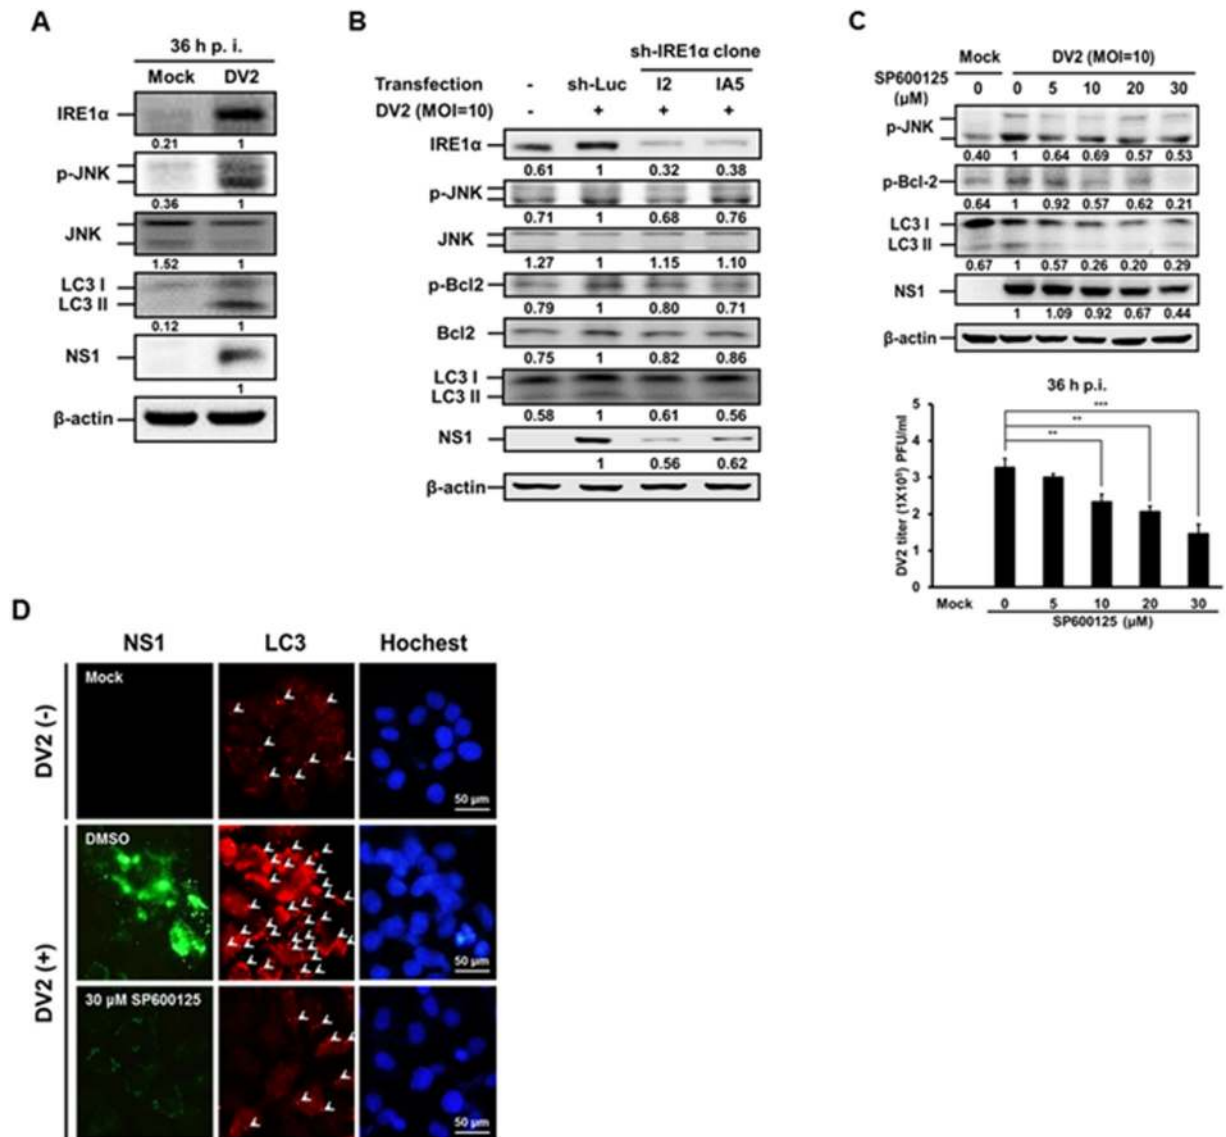 A
36 h p. i.
Mock DV2
IRE1α
0.21 1
p-JNK
0.36 1
JNK
1.52 1
LC3 I
LC3 II
0.12 1
NS1
1
β-actin
B
sh-IRE1α clone
Transfection - sh-Luc I2 IA5
DV2 (MOI=10) - + + +
IRE1α
0.61 1 0.32 0.38
p-JNK
0.71 1 0.68 0.76
JNK
1.27 1 1.15 1.10
p-Bcl2
0.79 1 0.80 0.71
Bcl2
0.75 1 0.82 0.86
LC3 I
LC3 II
0.58 1 0.61 0.56
NS1
1 0.56 0.62
β-actin
C
Mock DV2 (MOI=10)
SP600125 0 0 5 10 20 30
(μM)
p-JNK
0.40 1 0.64 0.69 0.57 0.53
p-Bcl-2
0.64 1 0.92 0.57 0.62 0.21
LC3 I
LC3 II
0.67 1 0.57 0.26 0.20 0.29
NS1
1 1.09 0.92 0.67 0.44
β-actin
36 h p.i.
5
4
3
2
1
0
***
**
**
DV2 titer (1X10⁵) PFU/ml
Mock 0 5 10 20 30
SP600125 (μM)
D
NS1 LC3 Hochest
DV2 (-)
Mock
50 μm
DV2 (+)
DMSO
50 μm
30 μM SP600125
50 μm